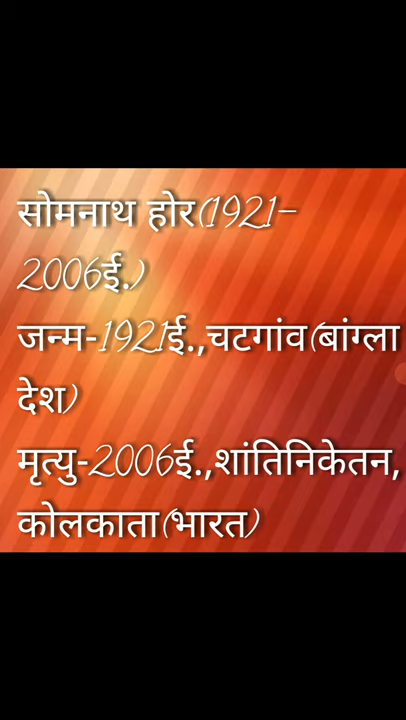 सोमनाथ होर(1921-
2006ई.)
जन्म-1921ई.,चटगांव(बांग्ला
देश)
मृत्यु-2006ई.,शांतिनिकेतन,
कोलकाता(भारत)